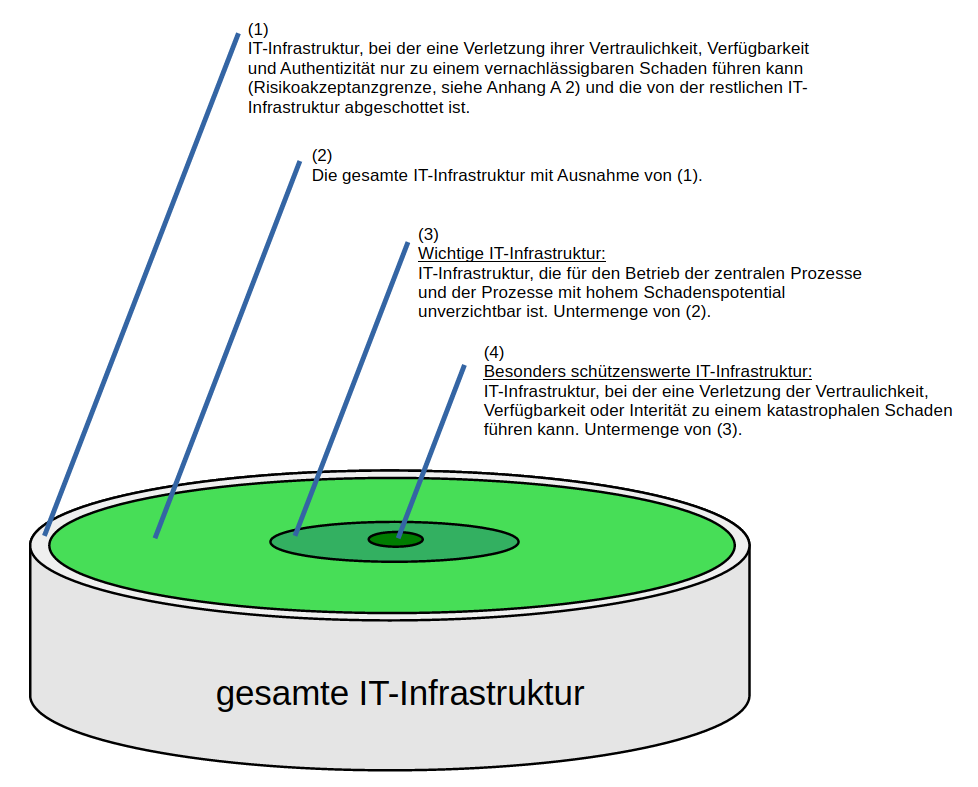 (1)
IT-Infrastruktur, bei der eine Verletzung ihrer Vertraulichkeit, Verfügbarkeit
und Authentizität nur zu einem vernachlässigbaren Schaden führen kann
(Risikoakzeptanzgrenze, siehe Anhang A 2) und die von der restlichen IT-
Infrastruktur abgeschottet ist.
(2)
Die gesamte IT-Infrastruktur mit Ausnahme von (1).
(3)
Wichtige IT-Infrastruktur:
IT-Infrastruktur, die für den Betrieb der zentralen Prozesse
und der Prozesse mit hohem Schadenspotential
unverzichtbar ist. Untermenge von (2).
(4)
Besonders schützenswerte IT-Infrastruktur:
IT-Infrastruktur, bei der eine Verletzung der Vertraulichkeit,
Verfügbarkeit oder Interität zu einem katastrophalen Schaden
führen kann. Untermenge von (3).
gesamte IT-Infrastruktur